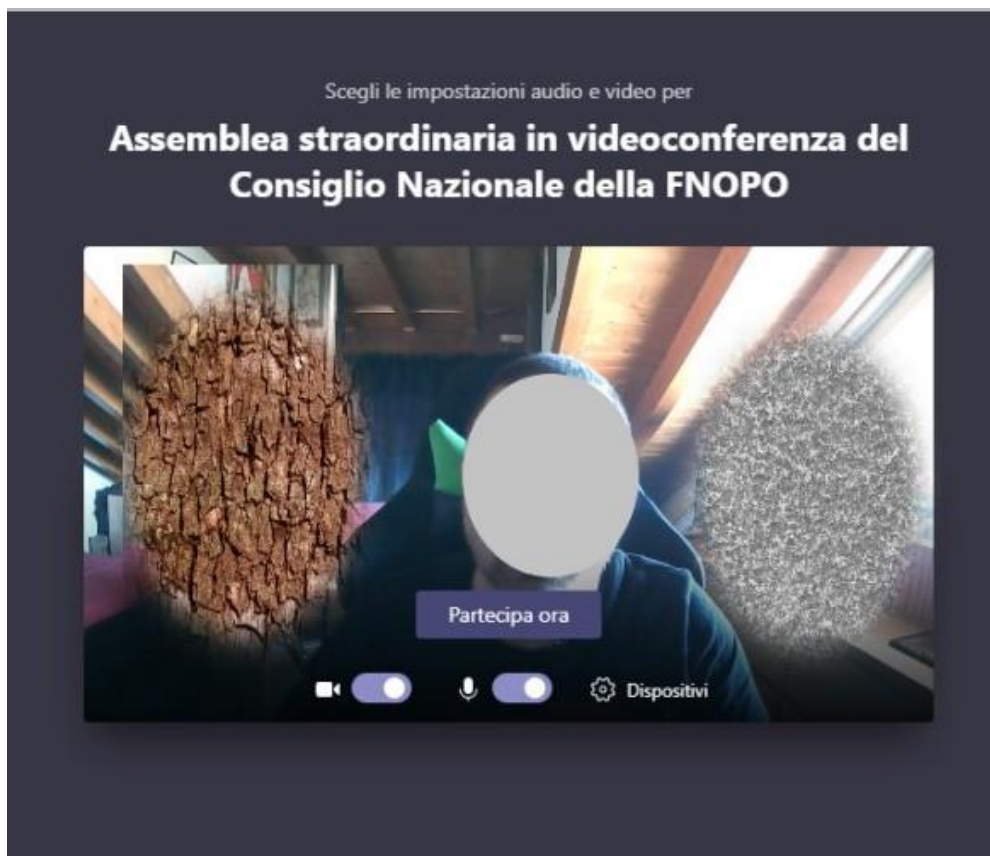 Scegli le impostazioni audio e video per
Assemblea straordinaria in videoconferenza del
Consiglio Nazionale della FNOPO
Partecipa ora
Dispositivi